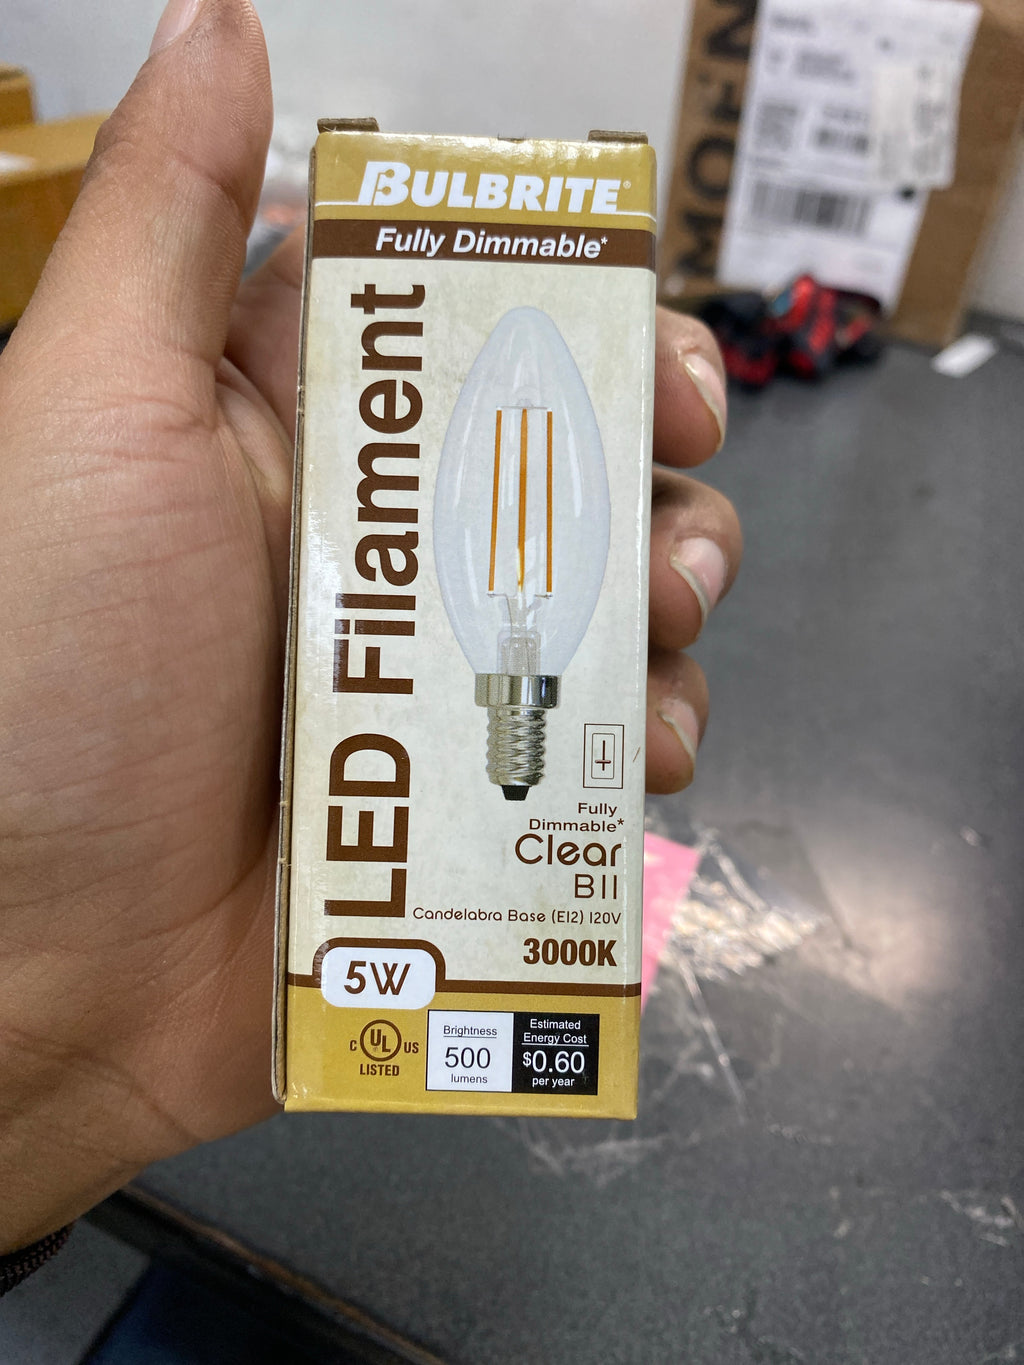 BULBRITE®
Fully Dimmable*
LED Filament
Fully
Dimmable*
Clear
B11
Candelabra Base (E12) 120V
3000K
5W
C UL US
LISTED
Brightness
500
lumens
Estimated
Energy Cost
$0.60
per year
MOEN